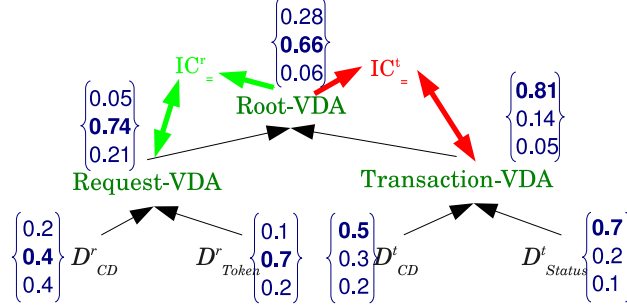 0.28
0.66
0.06
IC^r_=
IC^t_=
0.05
0.74
0.21
Root-VDA
0.81
0.14
0.05
Request-VDA
Transaction-VDA
0.2
0.4
0.4
D^r_CD
D^r_Token
0.1
0.7
0.2
0.5
0.3
0.2
D^t_CD
D^t_Status
0.7
0.2
0.1